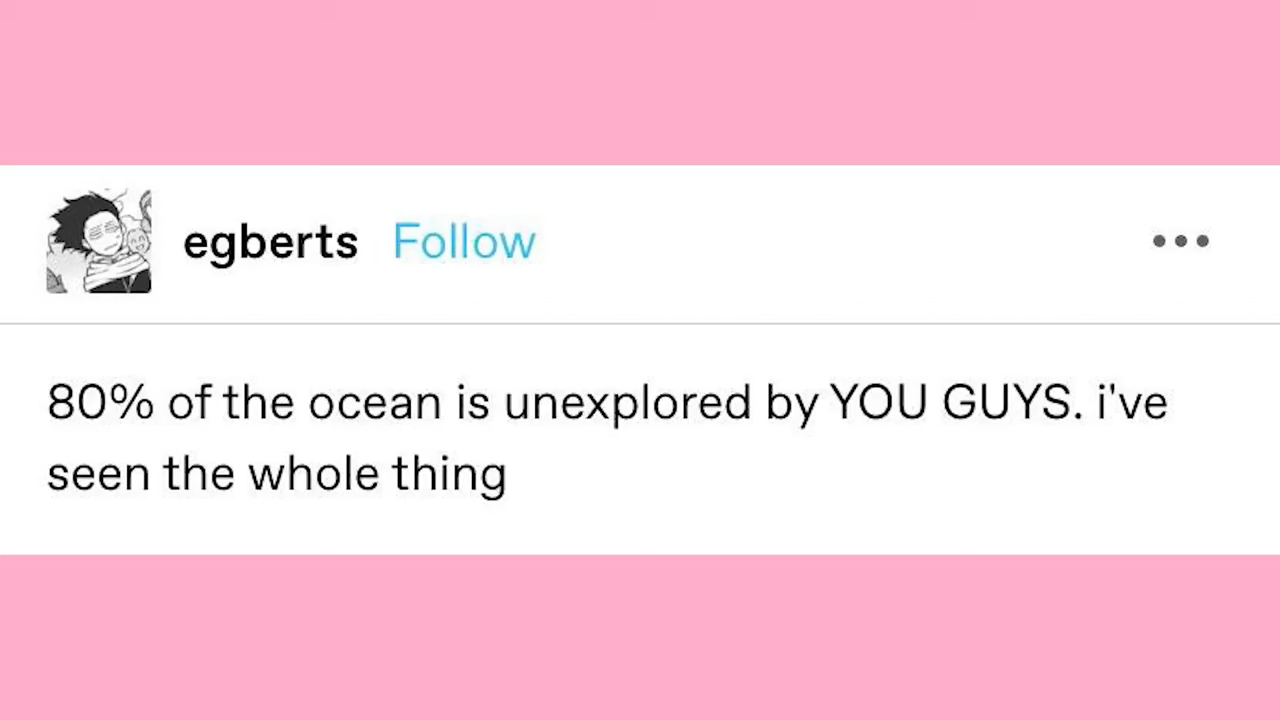 egberts Follow
80% of the ocean is unexplored by YOU GUYS. i've
seen the whole thing